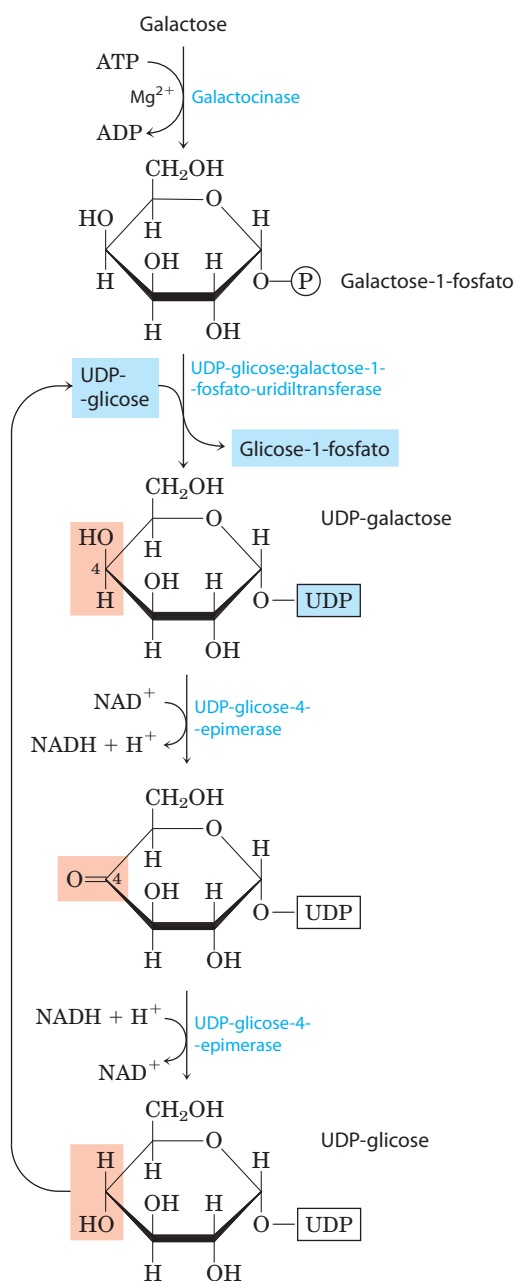 Galactose
ATP
Mg²⁺ Galactocinase
ADP
CH₂OH
O
HO H
H
OH H
H O P Galactose-1-fosfato
H OH
UDP-glicose:galactose-1-
-fosfato-uridiltransferase
UDP-
-glicose
Glicose-1-fosfato
CH₂OH
UDP-galactose
O
HO H
H
4
OH H
H O UDP
H OH
NAD⁺
UDP-glicose-4-
-epimerase
NADH + H⁺
CH₂OH
O
H
H
O=4
OH H
O UDP
H OH
NADH + H⁺
UDP-glicose-4-
-epimerase
NAD⁺
CH₂OH
UDP-glicose
O
H H
H
4
OH H
HO O UDP
H OH